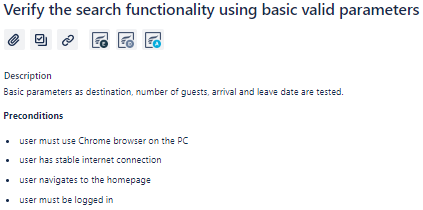 Verify the search functionality using basic valid parameters
Description
Basic parameters as destination, number of guests, arrival and leave date are tested.
Preconditions
• user must use Chrome browser on the PC
• user has stable internet connection
• user navigates to the homepage
• user must be logged in